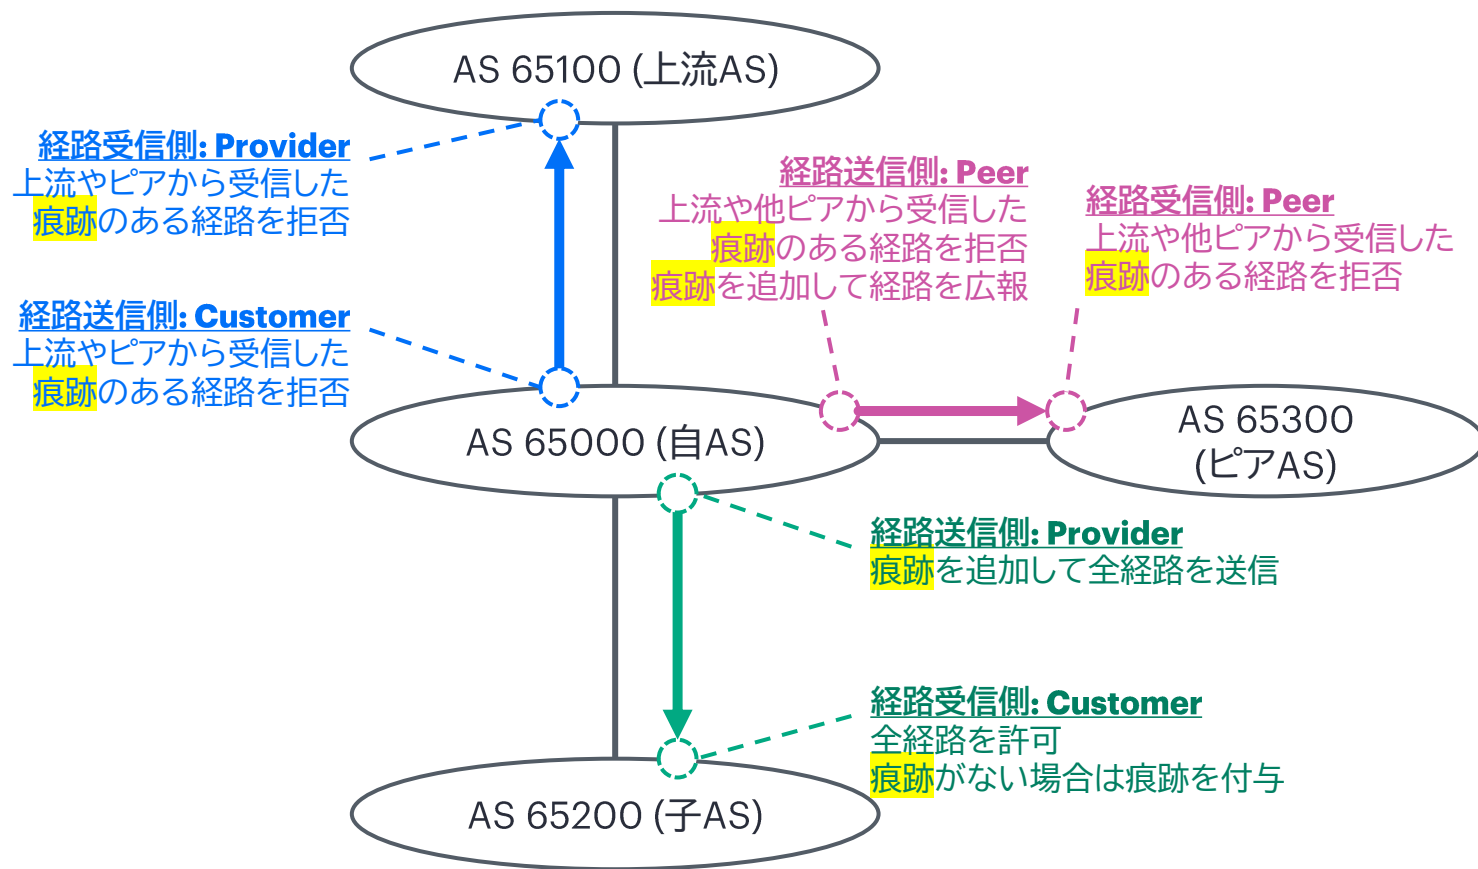 AS 65100 (上流AS)
経路受信側: Provider
上流やピアから受信した
痕跡のある経路を拒否
経路送信側: Peer
上流や他ピアから受信した
痕跡のある経路を拒否
痕跡を追加して経路を広報
経路受信側: Peer
上流や他ピアから受信した
痕跡のある経路を拒否
経路送信側: Customer
上流やピアから受信した
痕跡のある経路を拒否
AS 65000 (自AS)
AS 65300
(ピアAS)
経路送信側: Provider
痕跡を追加して全経路を送信
経路受信側: Customer
全経路を許可
痕跡がない場合は痕跡を付与
AS 65200 (子AS)